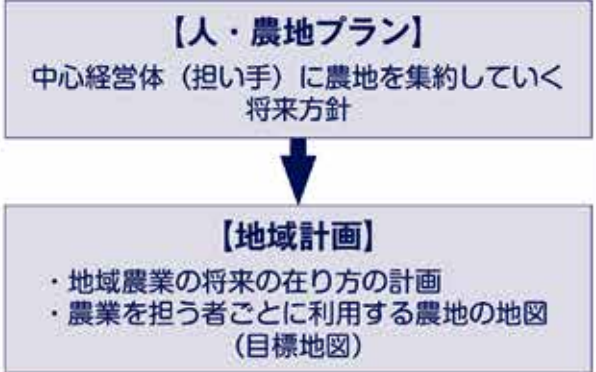 【人・農地プラン】
中心経営体（担い手）に農地を集約していく
将来方針
【地域計画】
・地域農業の将来の在り方の計画
・農業を担う者ごとに利用する農地の地図
（目標地図）